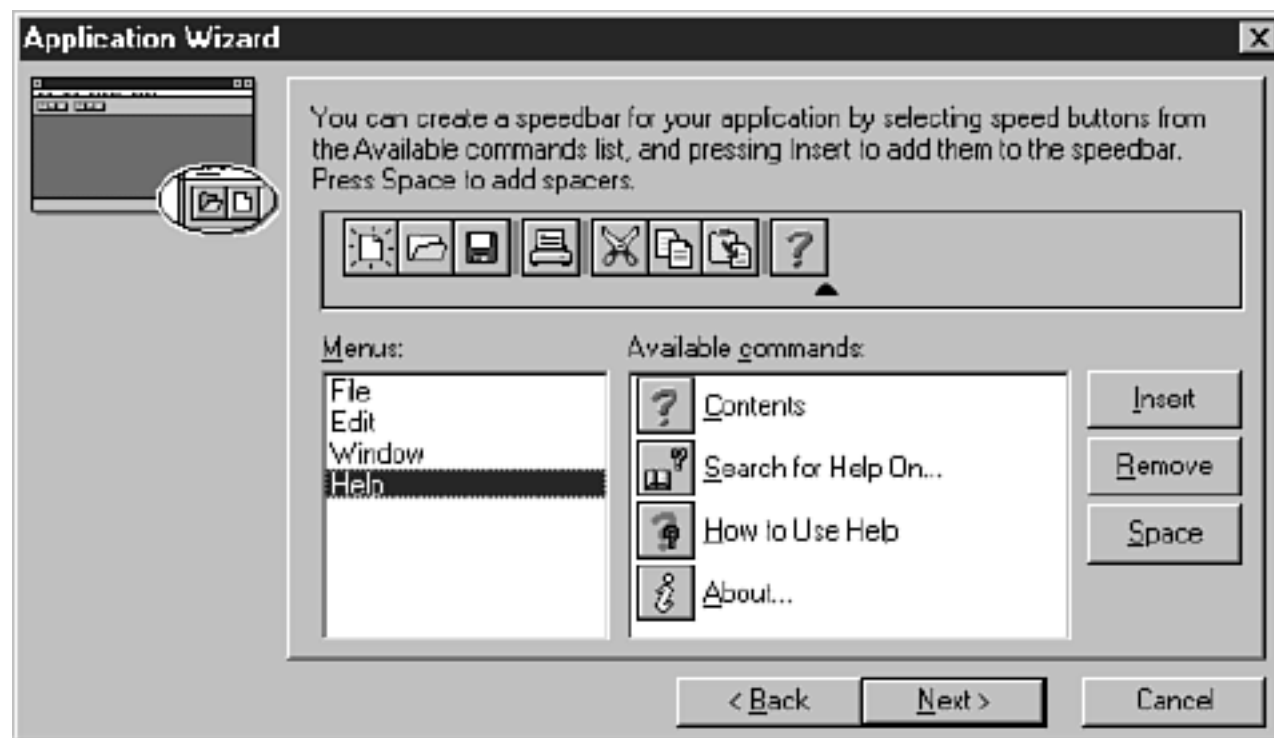 Application Wizard
You can create a speedbar for your application by selecting speed buttons from
the Available commands list, and pressing Insert to add them to the speedbar.
Press Space to add spacers.
Menus:
Available commands:
File
Edit
Window
Help
Contents
Search for Help On...
How to Use Help
About...
Insert
Remove
Space
< Back
Next >
Cancel